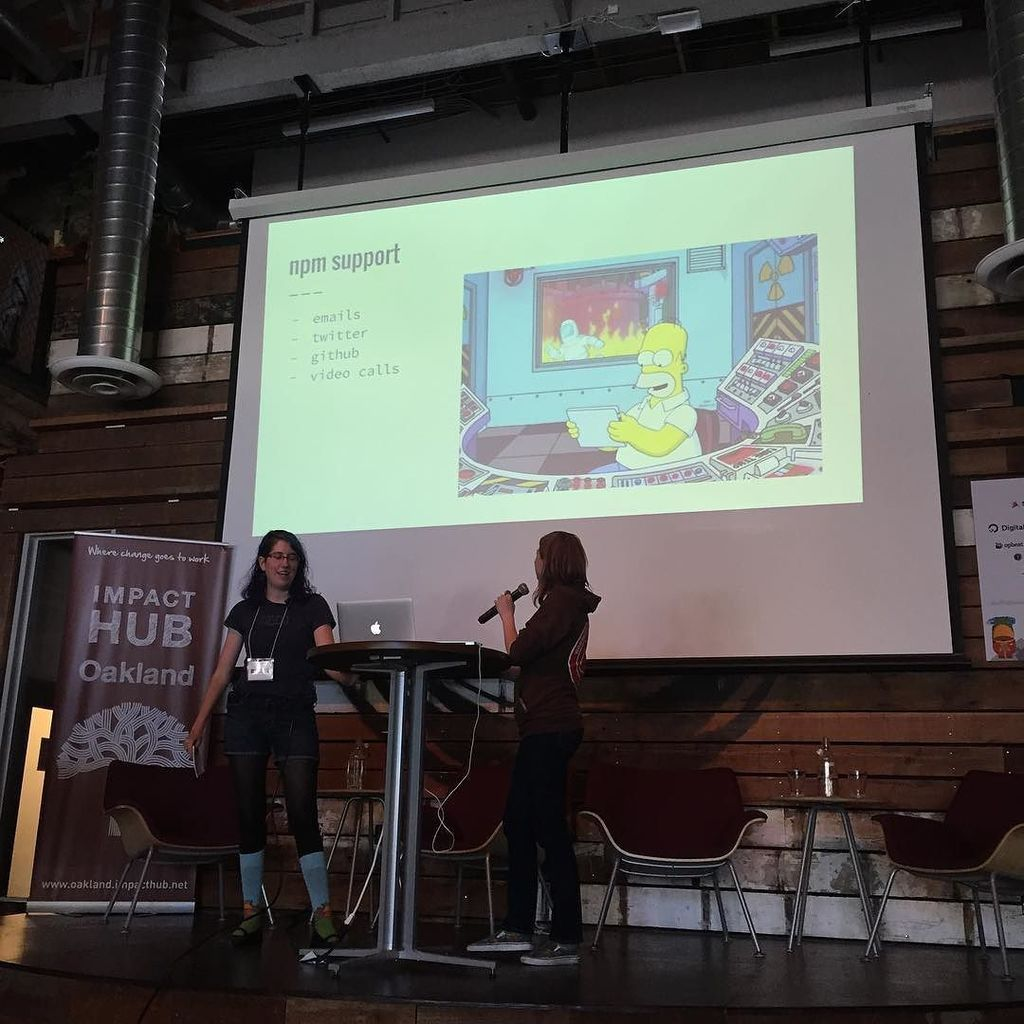 npm support
- - -
- emails
- twitter
- github
- video calls
Where change goes to work
IMPACT
HUB
Oakland
www.oakland.impacthub.net
Digital
opbeat